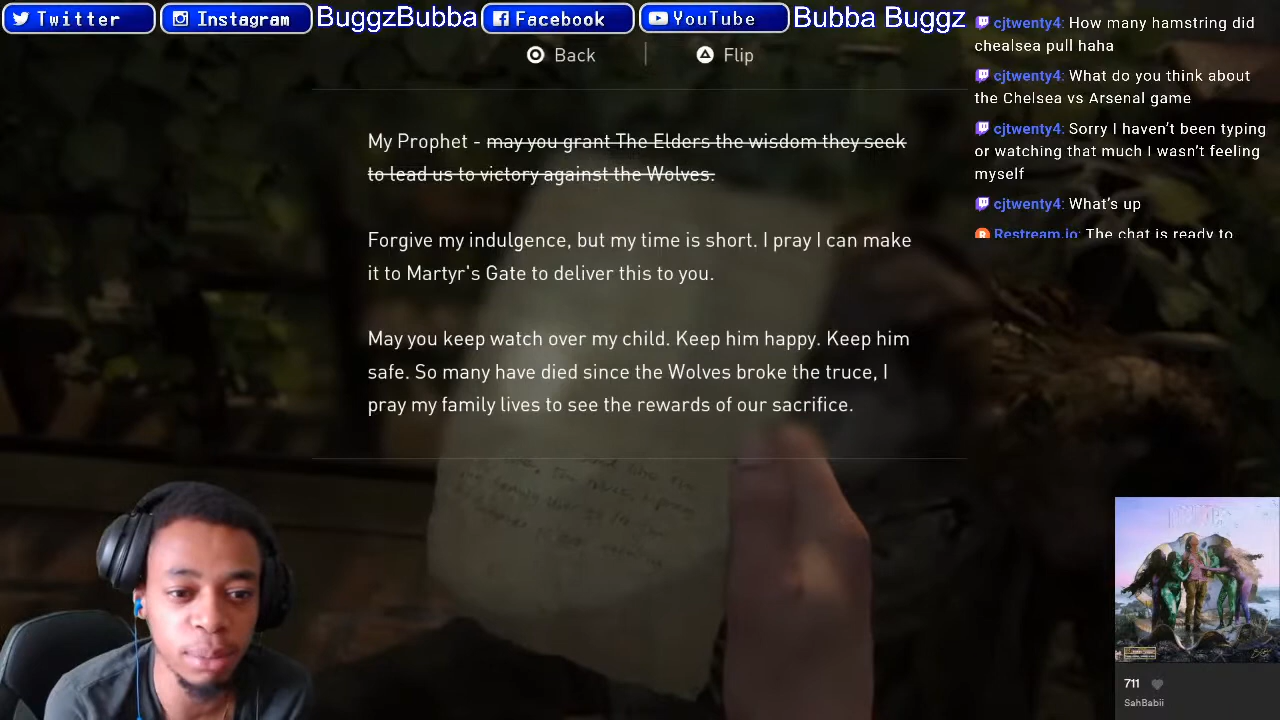 Twitter
Instagram
BuggzBubba
Facebook
YouTube
Bubba Buggz
Back
Flip
My Prophet - may you grant The Elders the wisdom they seek
to lead us to victory against the Wolves.
Forgive my indulgence, but my time is short. I pray I can make
it to Martyr's Gate to deliver this to you.
May you keep watch over my child. Keep him happy. Keep him
safe. So many have died since the Wolves broke the truce, I
pray my family lives to see the rewards of our sacrifice.
cjtwenty4: How many hamstring did
chealsea pull haha
cjtwenty4: What do you think about
the Chelsea vs Arsenal game
cjtwenty4: Sorry I haven't been typing
or watching that much I wasn't feeling
myself
cjtwenty4: What's up
Restream.io: The chat is ready to
711
SahBabii